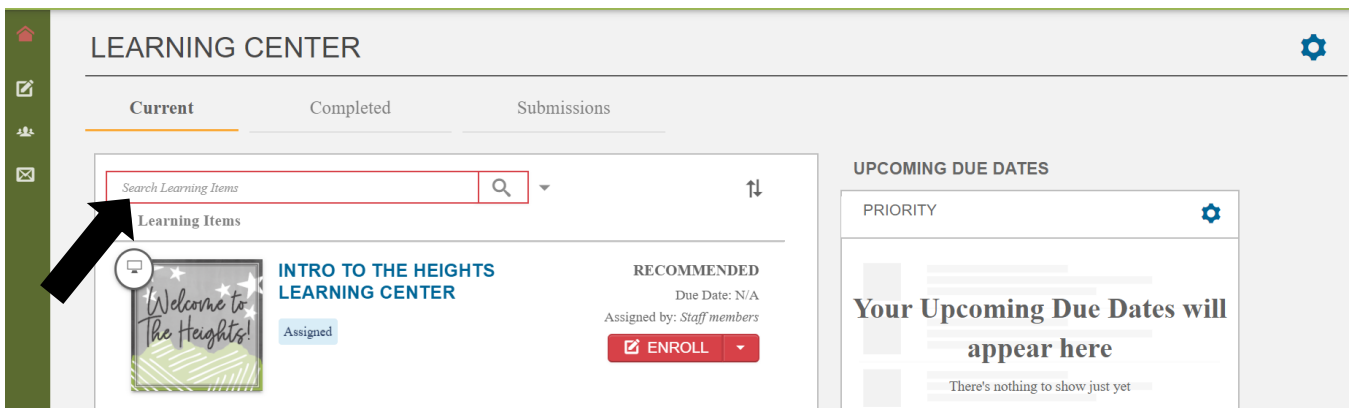 LEARNING CENTER
Current
Completed
Submissions
Search Learning Items
Learning Items
Welcome to
The Heights!
INTRO TO THE HEIGHTS
LEARNING CENTER
Assigned
RECOMMENDED
Due Date: N/A
Assigned by: Staff members
ENROLL
UPCOMING DUE DATES
PRIORITY
Your Upcoming Due Dates will
appear here
There's nothing to show just yet